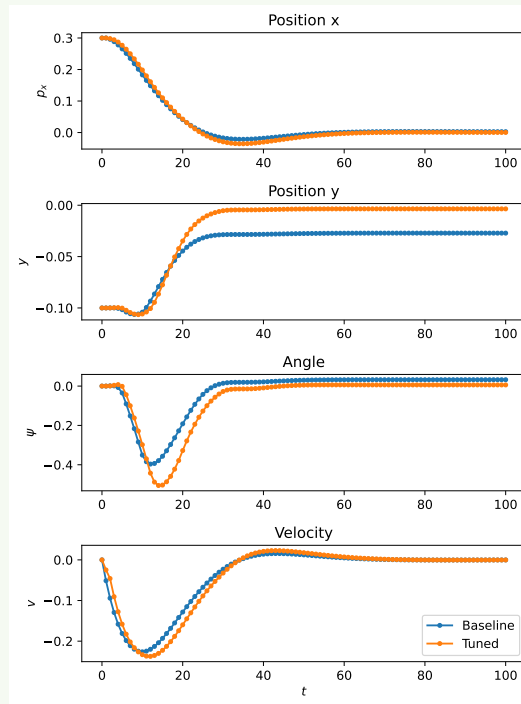 Position x
0.3
0.2
0.1
0.0
p_x
0 20 40 60 80 100
Position y
0.00
−0.05
−0.10
y
0 20 40 60 80 100
Angle
0.0
−0.2
−0.4
ψ
0 20 40 60 80 100
Velocity
0.0
−0.1
−0.2
v
Baseline
Tuned
0 20 40 60 80 100
t